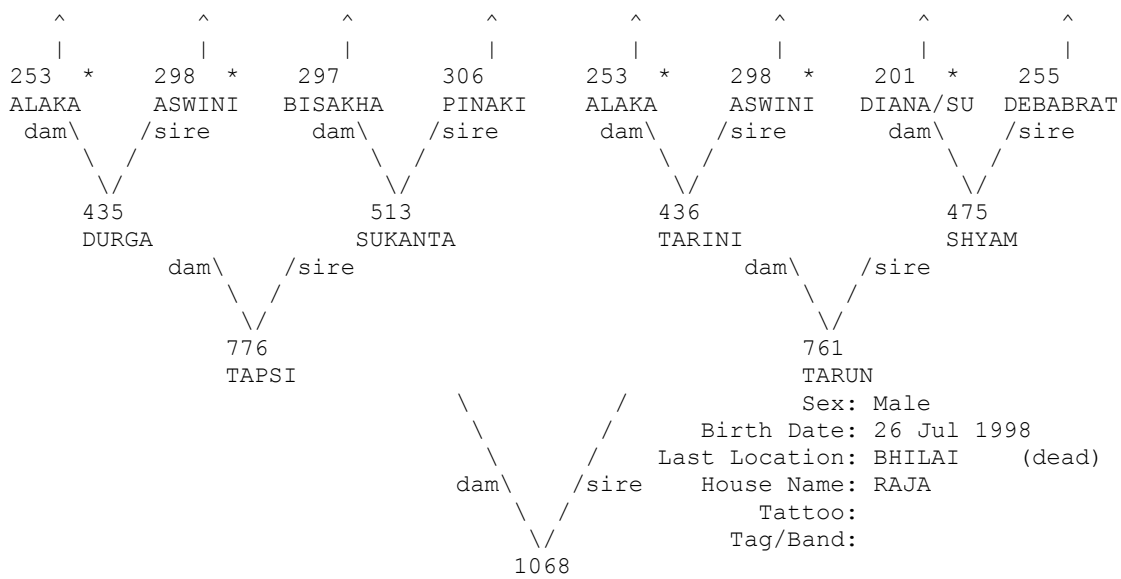 ^ ^ ^ ^ ^ ^ ^ ^
| | | | | | | |
253 * 298 * 297 306 253 * 298 * 201 * 255
ALAKA ASWINI BISAKHA PINAKI ALAKA ASWINI DIANA/SU DEBABRAT
dam\ /sire dam\ /sire dam\ /sire dam\ /sire
\ / \ / \ / \ /
\/ \/ \/ \/
435 513 436 475
DURGA SUKANTA TARINI SHYAM
dam\ /sire dam\ /sire
\ / \ /
\/ \/
776 761
TAPSI TARUN
\ / Sex: Male
\ / Birth Date: 26 Jul 1998
\ / Last Location: BHILAI (dead)
dam\ /sire House Name: RAJA
\ / Tattoo:
\/ Tag/Band:
1068